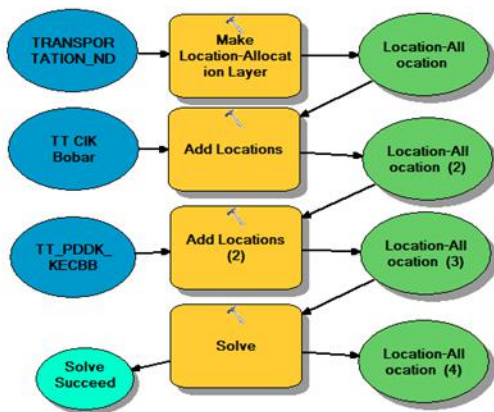 TRANSPOR
TATION_ND
Make
Location-Allocat
ion Layer
Location-All
ocation
TT CIK
Bobar
Add Locations
Location-All
ocation (2)
TT_PDDK_
KECBB
Add Locations
(2)
Location-All
ocation (3)
Solve
Solve
Succeed
Location-All
ocation (4)